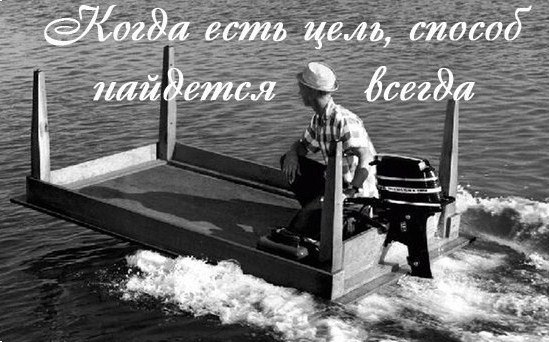 Когда есть цель, способ
найдется всегда